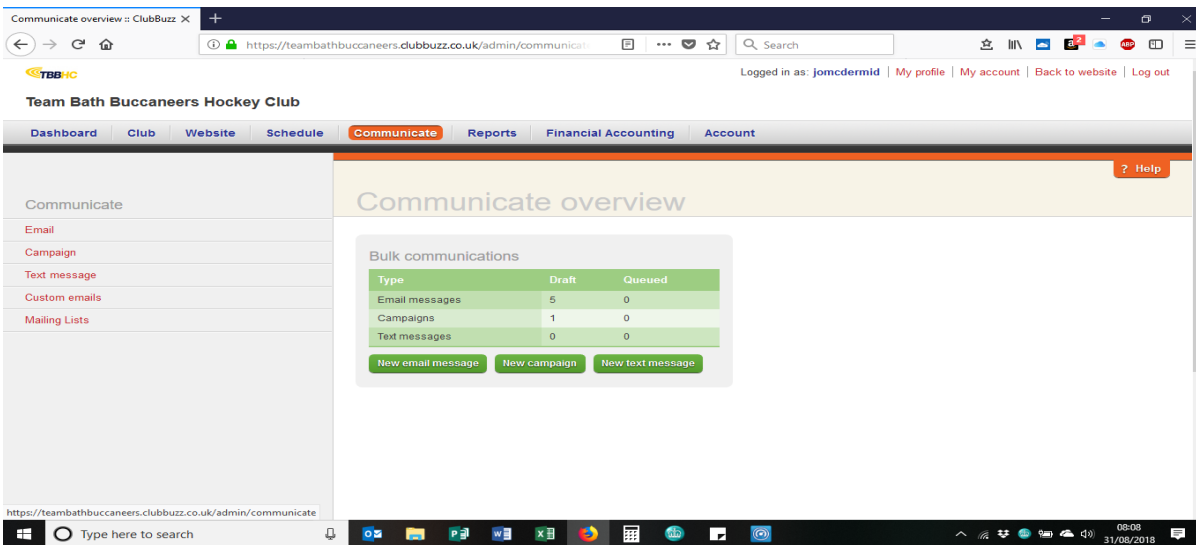 Communicate overview :: ClubBuzz
https://teambathbuccaneers.clubbuzz.co.uk/admin/communicat
Search
2
ABP
TBBHC
Logged in as: jomcdermid | My profile | My account | Back to website | Log out
Team Bath Buccaneers Hockey Club
Dashboard Club Website Schedule Communicate Reports Financial Accounting Account
? Help
Communicate
Communicate overview
Email
Campaign
Text message
Custom emails
Mailing Lists
Bulk communications
Type Draft Queued
Email messages 5 0
Campaigns 1 0
Text messages 0 0
New email message New campaign New text message
https://teambathbuccaneers.clubbuzz.co.uk/admin/communicate
Type here to search
08:08
31/08/2018